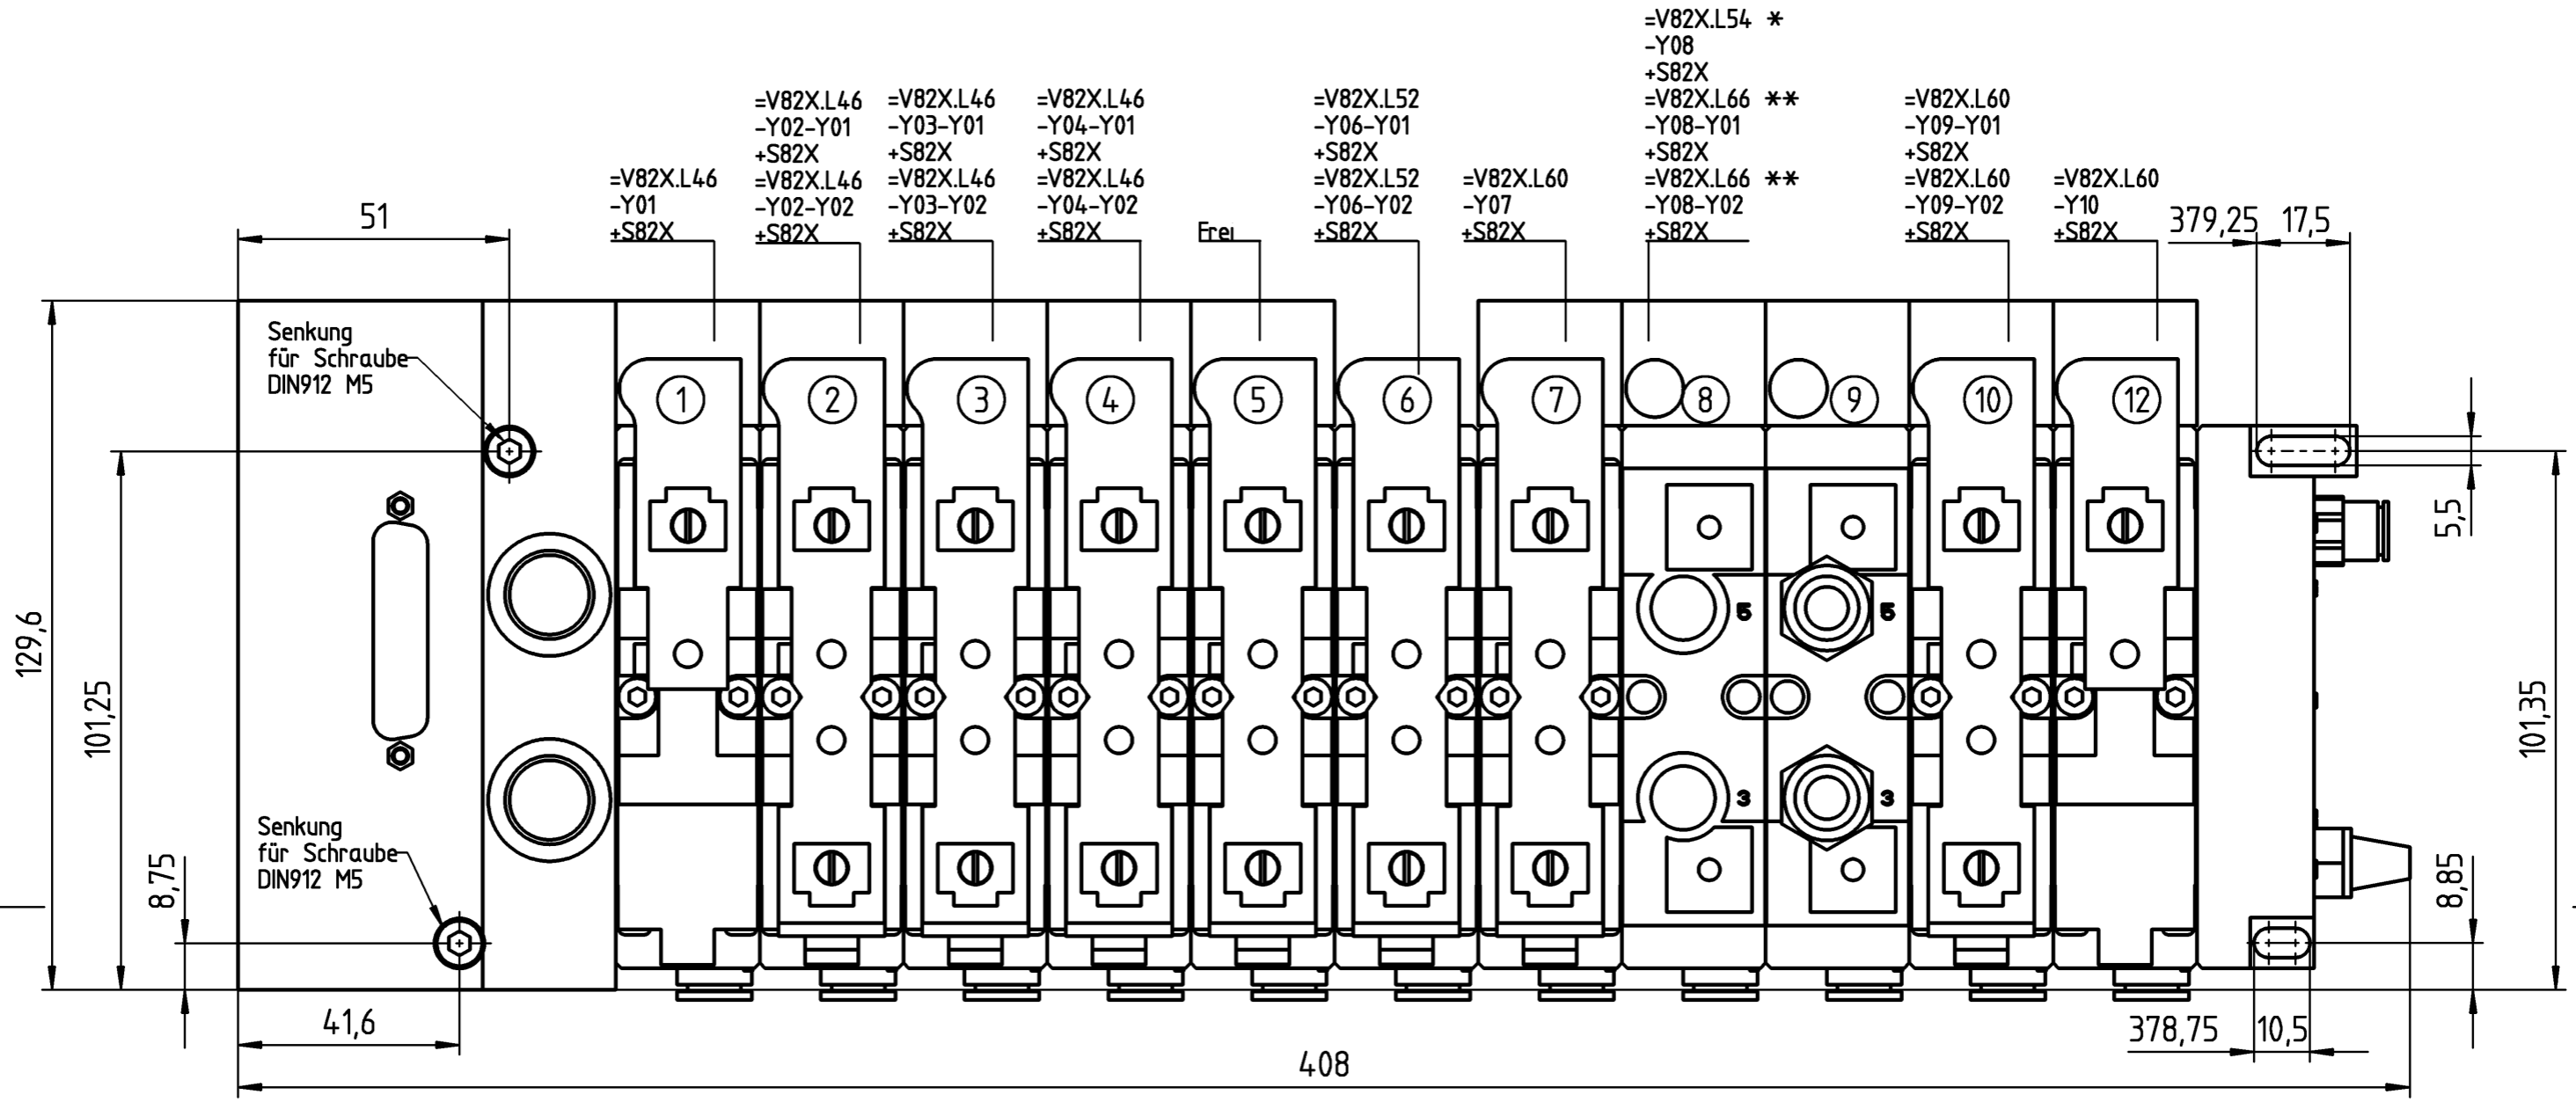 =V82X.L46
-Y01
+S82X
=V82X.L46
-Y02-Y01
+S82X
=V82X.L46
-Y02-Y02
+S82X
=V82X.L46
-Y03-Y01
+S82X
=V82X.L46
-Y03-Y02
+S82X
=V82X.L46
-Y04-Y01
+S82X
=V82X.L46
-Y04-Y02
+S82X
Frei
=V82X.L52
-Y06-Y01
+S82X
=V82X.L52
-Y06-Y02
+S82X
=V82X.L60
-Y07
+S82X
=V82X.L54 *
-Y08
+S82X
=V82X.L66 **
-Y08-Y01
+S82X
=V82X.L66 **
-Y08-Y02
+S82X
=V82X.L60
-Y09-Y01
+S82X
=V82X.L60
-Y09-Y02
+S82X
=V82X.L60
-Y10
+S82X
51
379,25
17,5
Senkung
für Schraube
DIN912 M5
1
2
3
4
5
6
7
8
9
10
12
5,5
5
5
129,6
101,25
101,35
3
3
Senkung
für Schraube
DIN912 M5
8,75
8,85
41,6
378,75
10,5
408